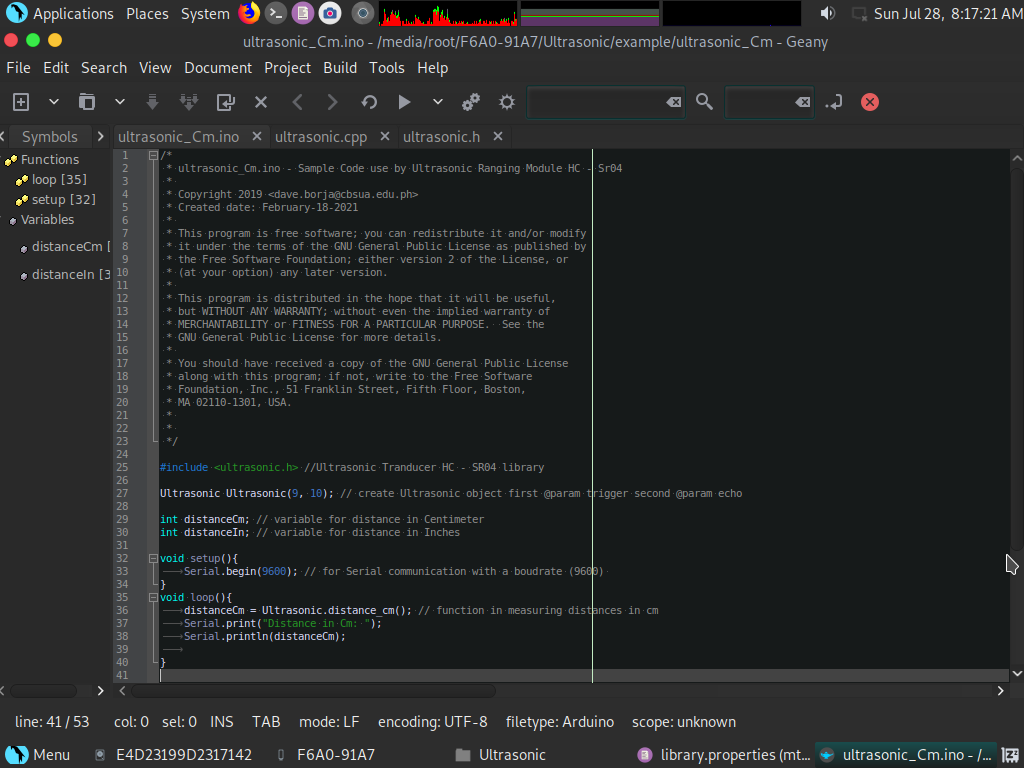 Applications Places System Sun Jul 28, 8:17:21 AM
ultrasonic_Cm.ino - /media/root/F6A0-91A7/Ultrasonic/example/ultrasonic_Cm - Geany
File Edit Search View Document Project Build Tools Help
Symbols ultrasonic_Cm.ino ultrasonic.cpp ultrasonic.h
Functions
loop [35]
setup [32]
Variables
distanceCm [
distanceIn [3
1 /*
2 * ultrasonic_Cm.ino - Sample Code use by Ultrasonic Ranging Module HC - Sr04
3 *
4 * Copyright 2019 <dave.borja@cbsua.edu.ph>
5 * Created date: February-18-2021
6 *
7 * This program is free software; you can redistribute it and/or modify
8 * it under the terms of the GNU General Public License as published by
9 * the Free Software Foundation; either version 2 of the License, or
10 * (at your option) any later version.
11 *
12 * This program is distributed in the hope that it will be useful,
13 * but WITHOUT ANY WARRANTY; without even the implied warranty of
14 * MERCHANTABILITY or FITNESS FOR A PARTICULAR PURPOSE.  See the
15 * GNU General Public License for more details.
16 *
17 * You should have received a copy of the GNU General Public License
18 * along with this program; if not, write to the Free Software
19 * Foundation, Inc., 51 Franklin Street, Fifth Floor, Boston,
20 * MA 02110-1301, USA.
21 *
22 *
23 */
24
25 #include <ultrasonic.h> //Ultrasonic Tranducer HC - SR04 library
26
27 Ultrasonic Ultrasonic(9, 10); // create Ultrasonic object first @param trigger second @param echo
28
29 int distanceCm; // variable for distance in Centimeter
30 int distanceIn; // variable for distance in Inches
31
32 void setup(){
33 Serial.begin(9600); // for Serial communication with a boudrate (9600)
34 }
35 void loop(){
36 distanceCm = Ultrasonic.distance_cm(); // function in measuring distances in cm
37 Serial.print("Distance in Cm: ");
38 Serial.println(distanceCm);
39
40 }
41
line: 41 / 53 col: 0 sel: 0 INS TAB mode: LF encoding: UTF-8 filetype: Arduino scope: unknown
Menu E4D23199D2317142 F6A0-91A7 Ultrasonic library.properties (mt... ultrasonic_Cm.ino - /...